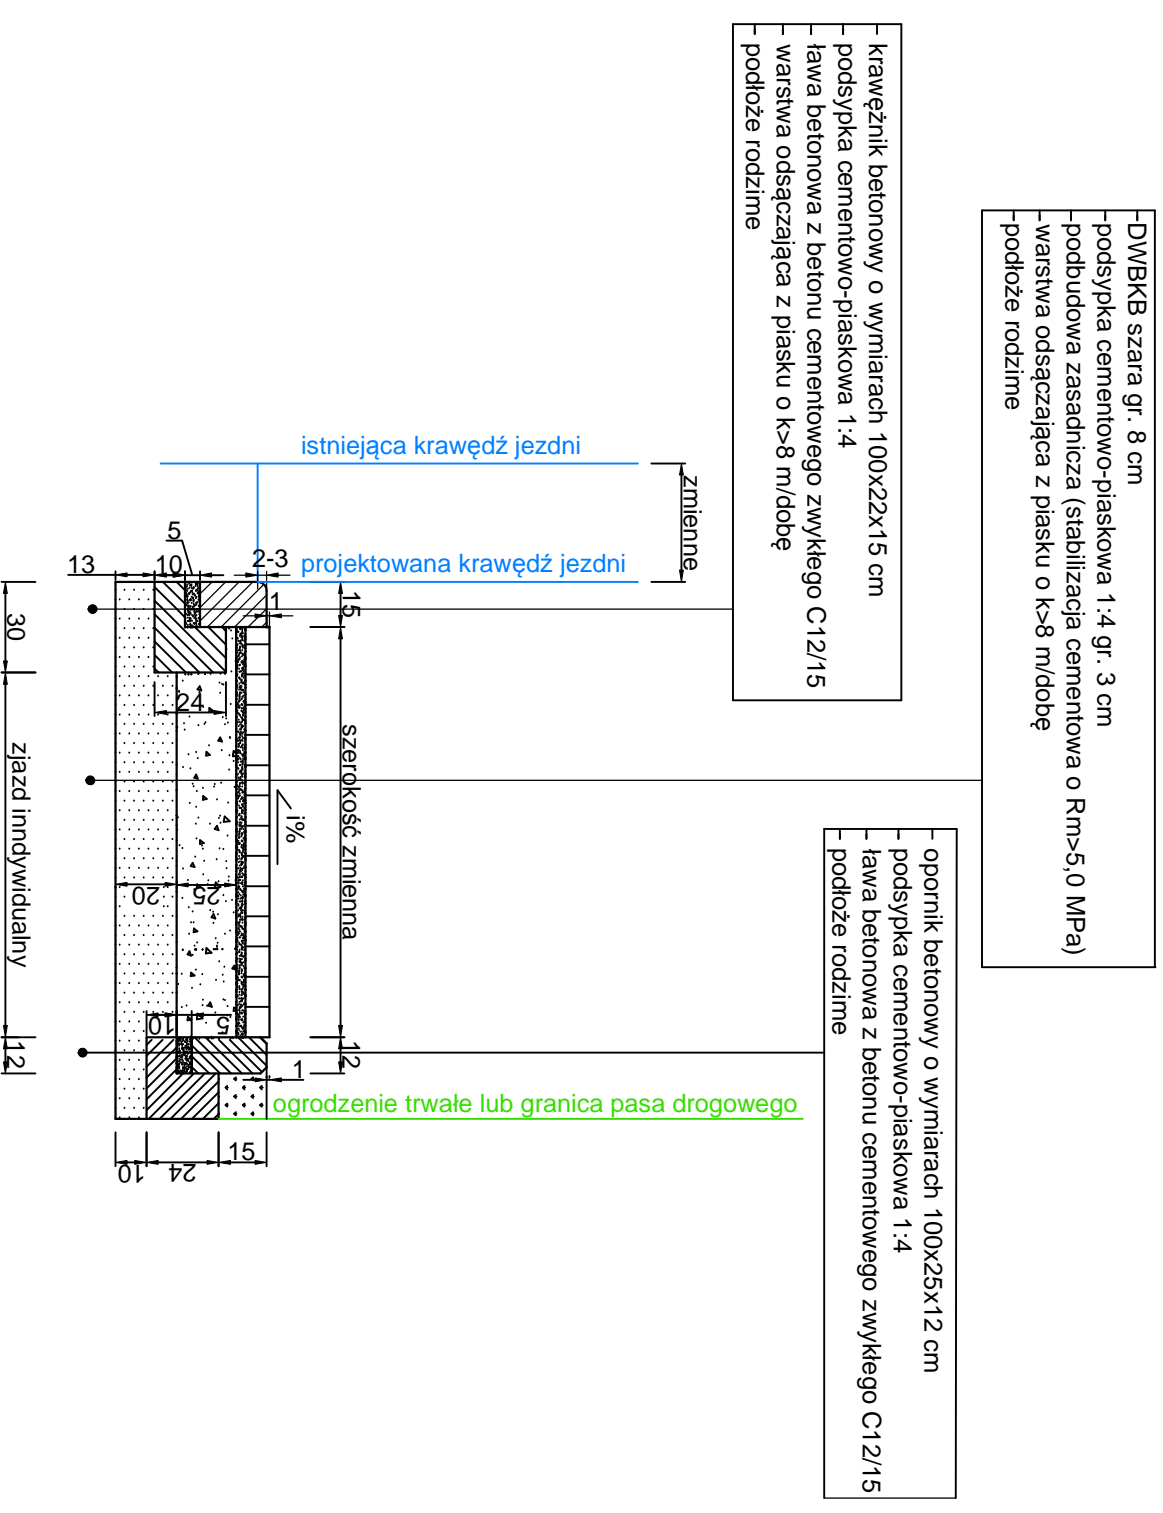 DWBKB szara gr. 8 cm
podsypka cementowo-piaskowa 1:4 gr. 3 cm
podbudowa zasadnicza (stabilizacja cementowa o Rm>5,0 MPa)
warstwa odsączająca z piasku o k>8 m/dobę
podłoże rodzime
krawężnik betonowy o wymiarach 100x22x15 cm
podsypka cementowo-piaskowa 1:4
ława betonowa z betonu cementowego zwykłego C12/15
warstwa odsączająca z piasku o k>8 m/dobę
podłoże rodzime
opornik betonowy o wymiarach 100x25x12 cm
podsypka cementowo-piaskowa 1:4
ława betonowa z betonu cementowego zwykłego C12/15
podłoże rodzime
zmienne
istniejąca krawędź jezdni
projektowana krawędź jezdni
15
szerokość zmienna
12
2-3
1
i%
1
ogrodzenie trwałe lub granica pasa drogowego
5
10
13
24
25
20
5
10
15
24
10
30
zjazd inndywidualny
12